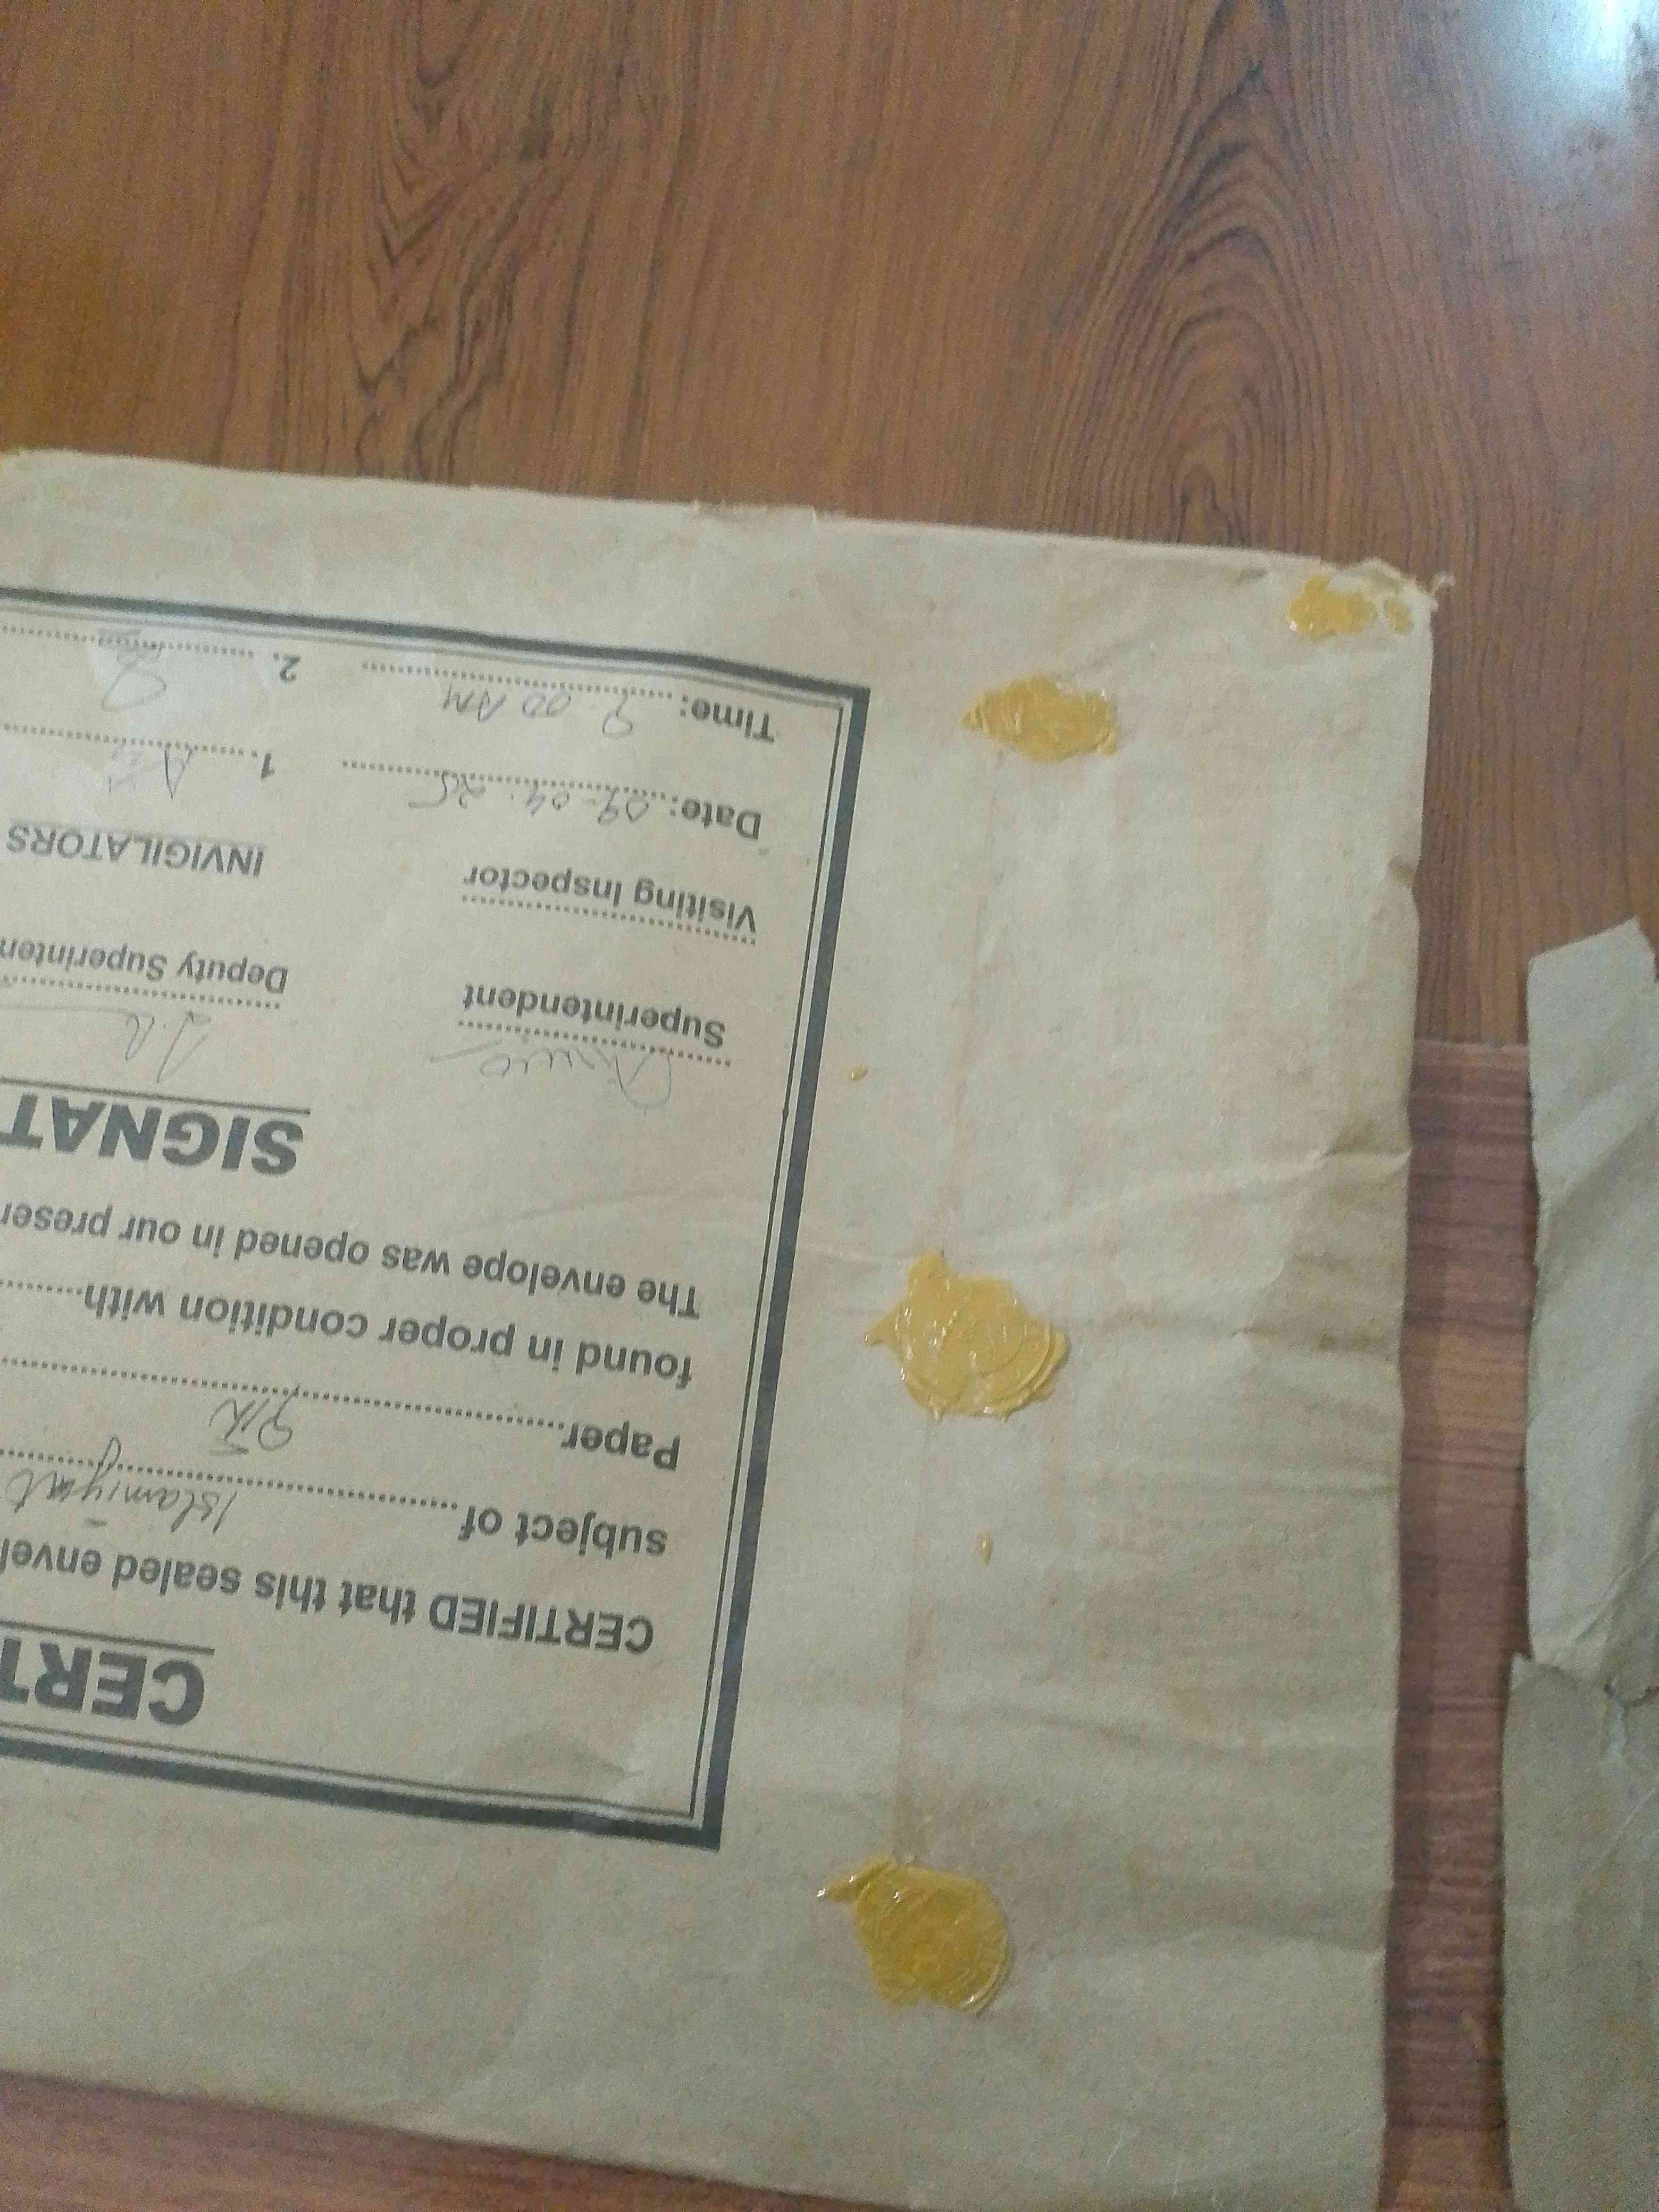 CERT
CERTIFIED that this sealed envel
subject of Islamiyat
Paper
found in proper condition with
The envelope was opened in our presen
SIGNAT
Superintendent Deputy Superinten
Visiting Inspector INVIGILATORS
Date: 09-04-25 1.
Time: 9:00 AM 2.